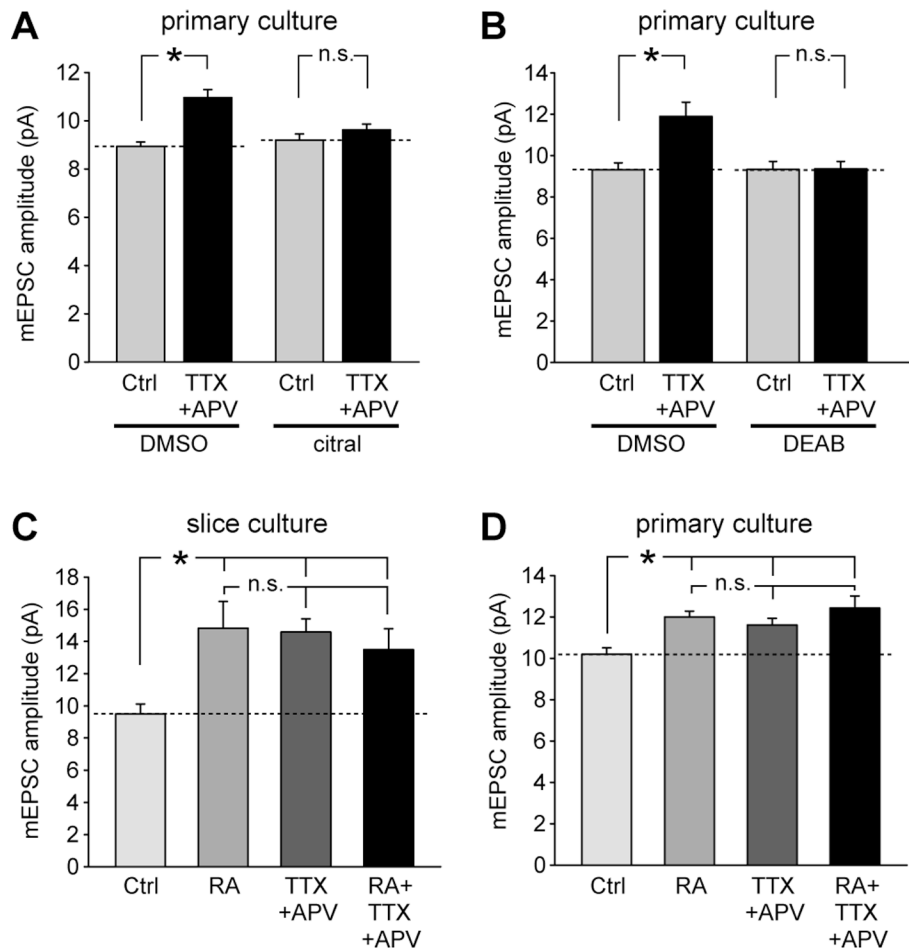 A
primary culture
*
n.s.
mEPSC amplitude (pA)
12
10
8
6
4
2
0
Ctrl
TTX
+APV
Ctrl
TTX
+APV
DMSO
citral
B
primary culture
*
n.s.
mEPSC amplitude (pA)
14
12
10
8
6
4
2
0
Ctrl
TTX
+APV
Ctrl
TTX
+APV
DMSO
DEAB
C
slice culture
*
n.s.
mEPSC amplitude (pA)
18
16
14
12
10
8
6
4
2
0
Ctrl
RA
TTX
+APV
RA+
TTX
+APV
D
primary culture
*
n.s.
mEPSC amplitude (pA)
14
12
10
8
6
4
2
0
Ctrl
RA
TTX
+APV
RA+
TTX
+APV